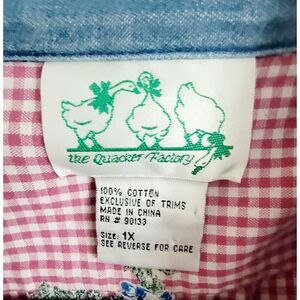 the Quacker Factory
100% COTTON
EXCLUSIVE OF TRIMS
MADE IN CHINA
RN # 90133
SIZE: 1X
SEE REVERSE FOR CARE